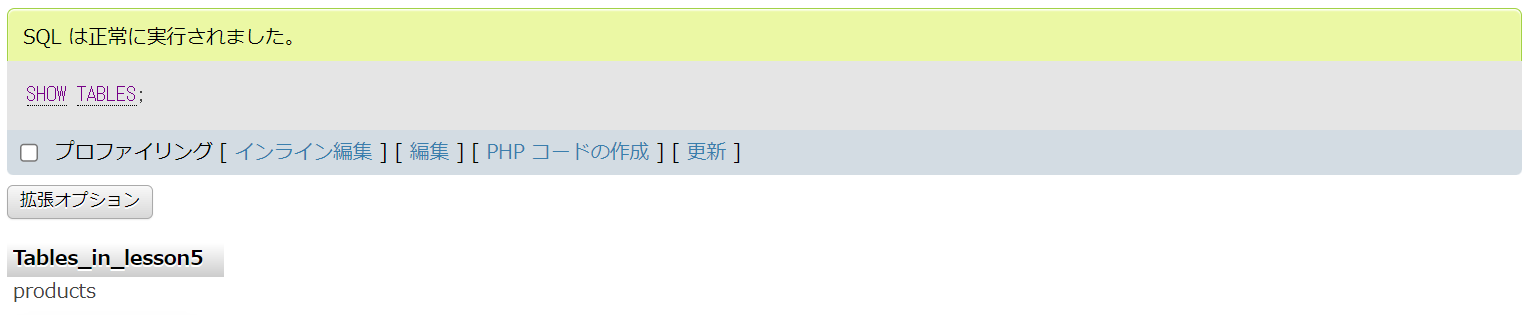 SQL は正常に実行されました。
SHOW TABLES;
プロファイリング [ インライン編集 ] [ 編集 ] [ PHP コードの作成 ] [ 更新 ]
拡張オプション
Tables_in_lesson5
products